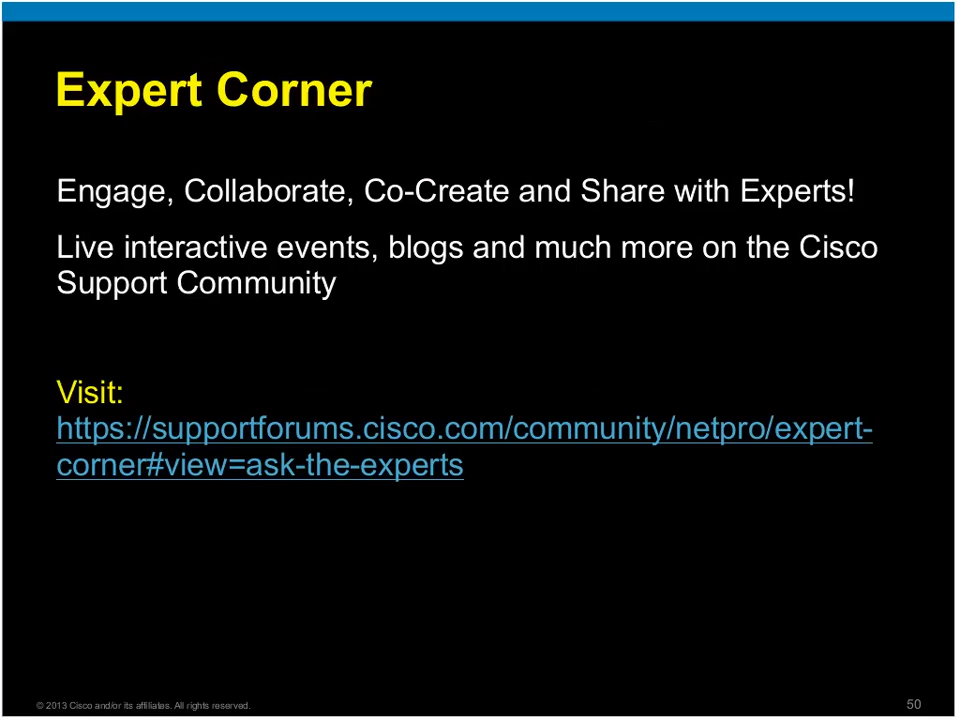 Expert Corner
Engage, Collaborate, Co-Create and Share with Experts!
Live interactive events, blogs and much more on the Cisco
Support Community
Visit:
https://supportforums.cisco.com/community/netpro/expert-
corner#view=ask-the-experts
© 2013 Cisco and/or its affiliates. All rights reserved.
50